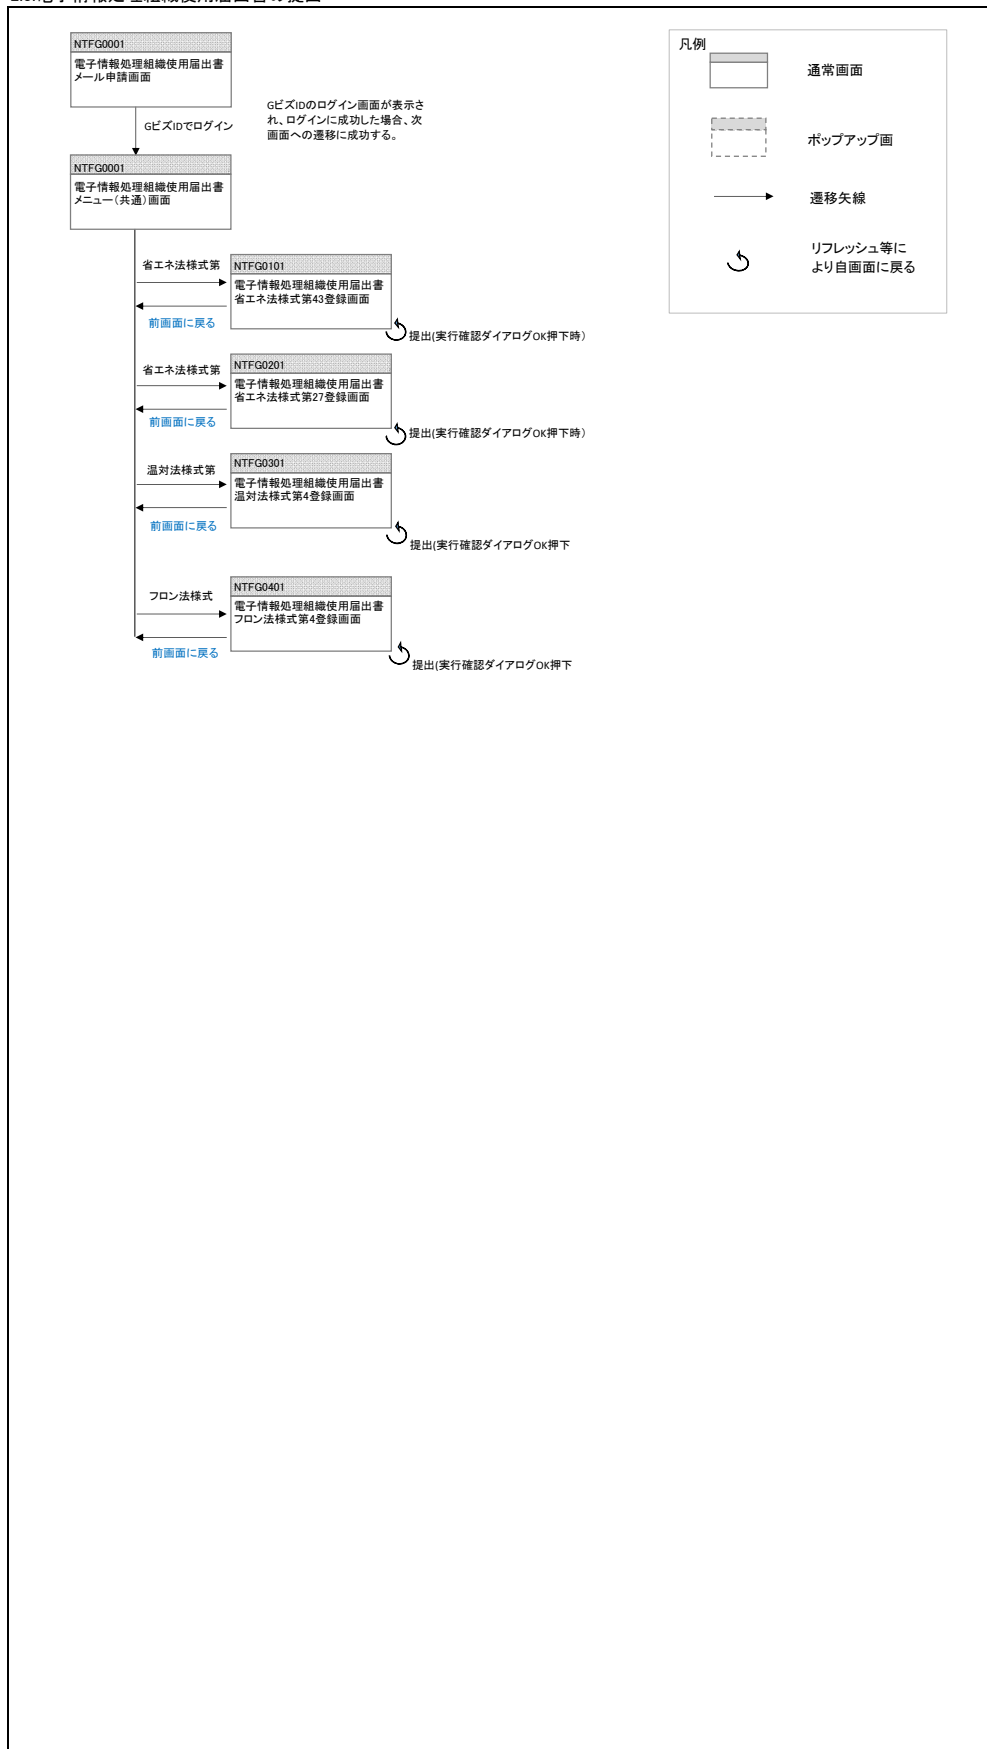 NTFG0001
電子情報処理組織使用届出書
メール申請画面
GビズIDでログイン
GビズIDのログイン画面が表示さ
れ、ログインに成功した場合、次
画面への遷移に成功する。
NTFG0001
電子情報処理組織使用届出書
メニュー（共通）画面
省エネ法様式第
NTFG0101
電子情報処理組織使用届出書
省エネ法様式第43登録画面
前画面に戻る
提出(実行確認ダイアログOK押下時）
省エネ法様式第
NTFG0201
電子情報処理組織使用届出書
省エネ法様式第27登録画面
前画面に戻る
提出(実行確認ダイアログOK押下時）
温対法様式第
NTFG0301
電子情報処理組織使用届出書
温対法様式第4登録画面
前画面に戻る
提出(実行確認ダイアログOK押下
フロン法様式
NTFG0401
電子情報処理組織使用届出書
フロン法様式第4登録画面
前画面に戻る
提出(実行確認ダイアログOK押下
凡例
通常画面
ポップアップ画
遷移矢線
リフレッシュ等に
より自画面に戻る